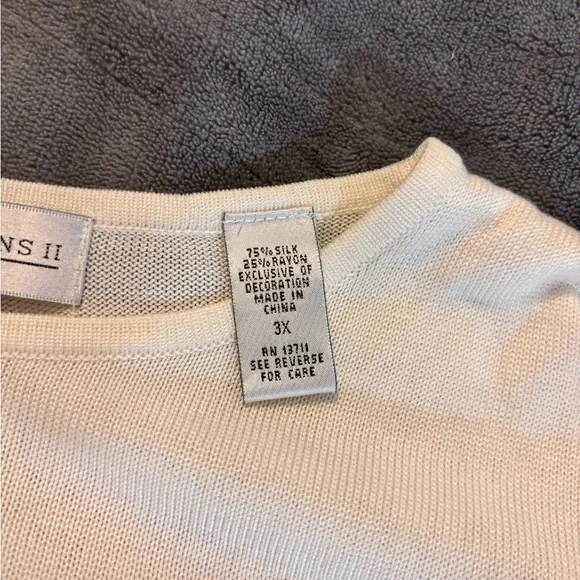 NS II
75% SILK
25% RAYON
EXCLUSIVE OF
DECORATION
MADE IN
CHINA
3X
RN 13711
SEE REVERSE
FOR CARE